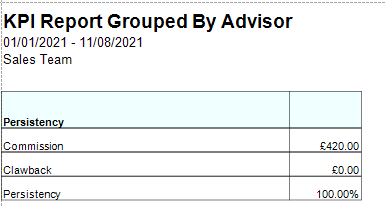 KPI Report Grouped By Advisor
01/01/2021 - 11/08/2021
Sales Team
Persistency
Commission £420.00
Clawback £0.00
Persistency 100.00%